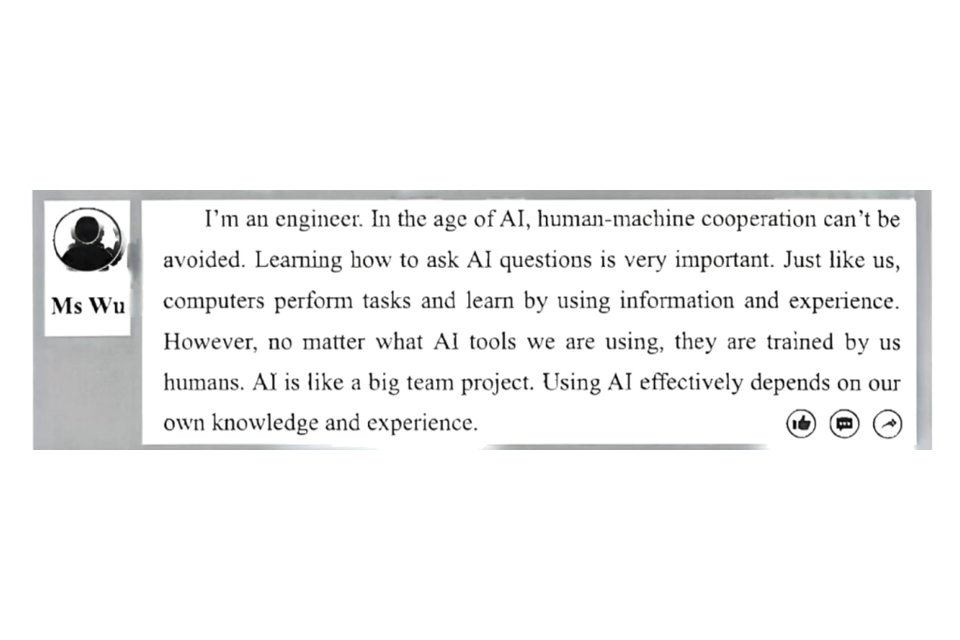 I'm an engineer. In the age of AI, human-machine cooperation can't be
avoided. Learning how to ask AI questions is very important. Just like us,
Ms Wu
computers perform tasks and learn by using information and experience.
However, no matter what AI tools we are using, they are trained by us
humans. AI is like a big team project. Using AI effectively depends on our
own knowledge and experience.